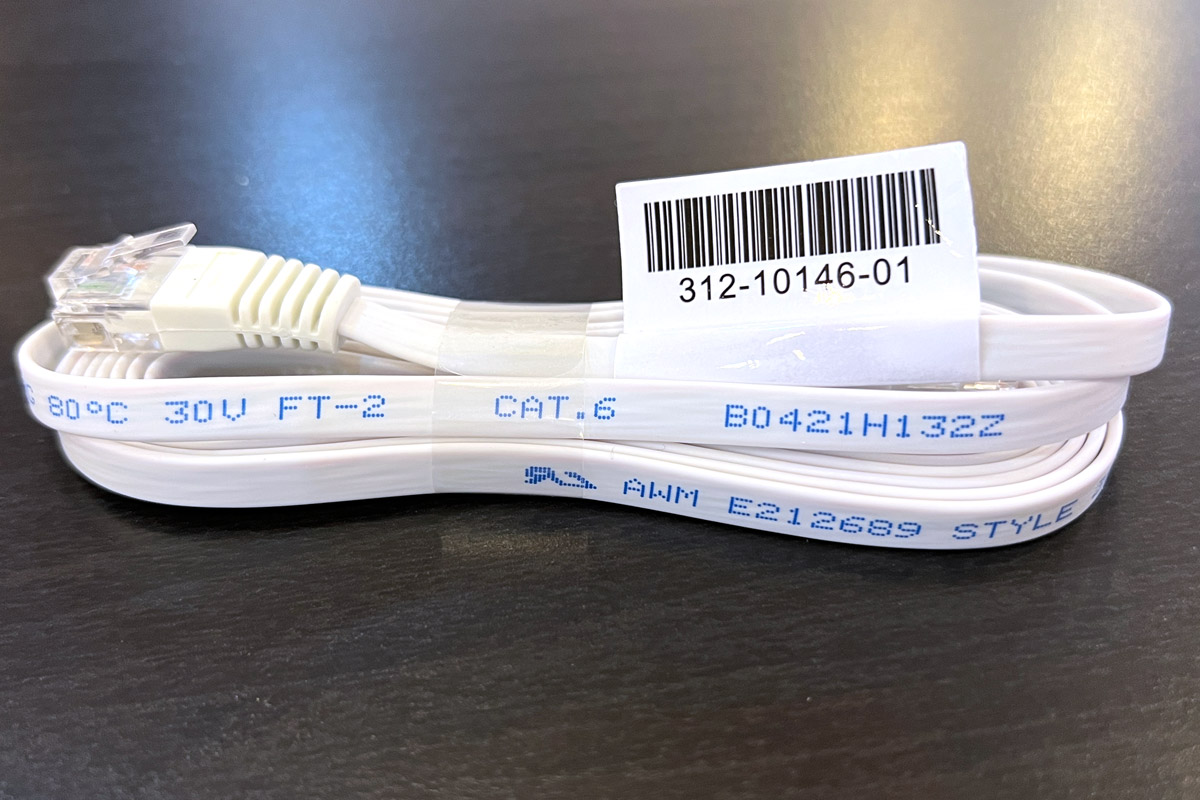 312-10146-01
80°C 30V FT-2 CAT.6 B0421H132Z
AWM E212689 STYLE